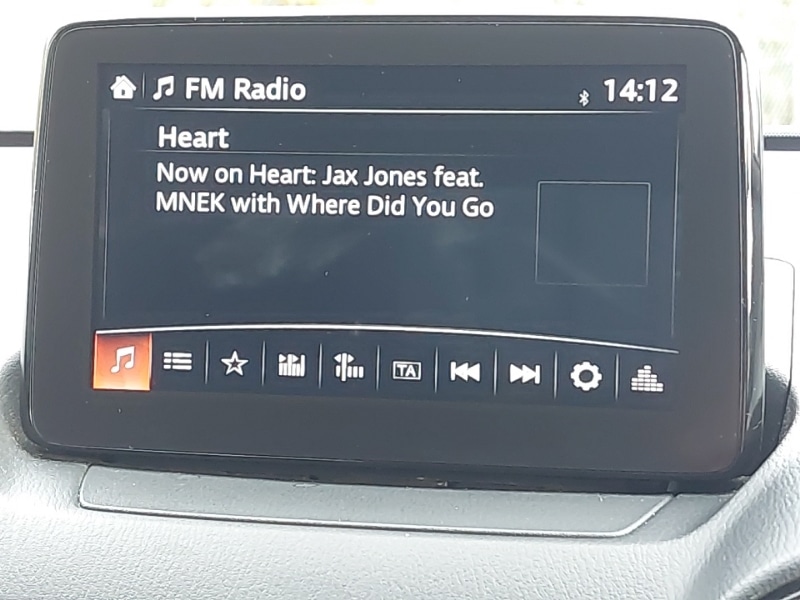 FM Radio 14:12
Heart
Now on Heart: Jax Jones feat.
MNEK with Where Did You Go
TA